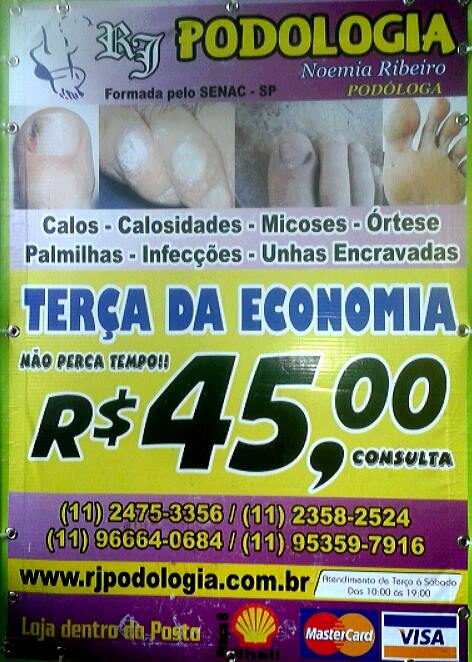 RJ PODOLOGIA
Noemia Ribeiro
Formada pelo SENAC - SP
PODÓLOGA
Calos - Calosidades - Micoses - Órtese
Palmilhas - Infecções - Unhas Encravadas
TERÇA DA ECONOMIA
NÃO PERCA TEMPO!!
R$ 45,00
CONSULTA
(11) 2475-3356 / (11) 2358-2524
(11) 96664-0684 / (11) 95359-7916
www.rjpodologia.com.br
Atendimento de Terça á Sábado
Das 10:00 ás 19:00
Loja dentro do Posto
Shell
MasterCard
VISA